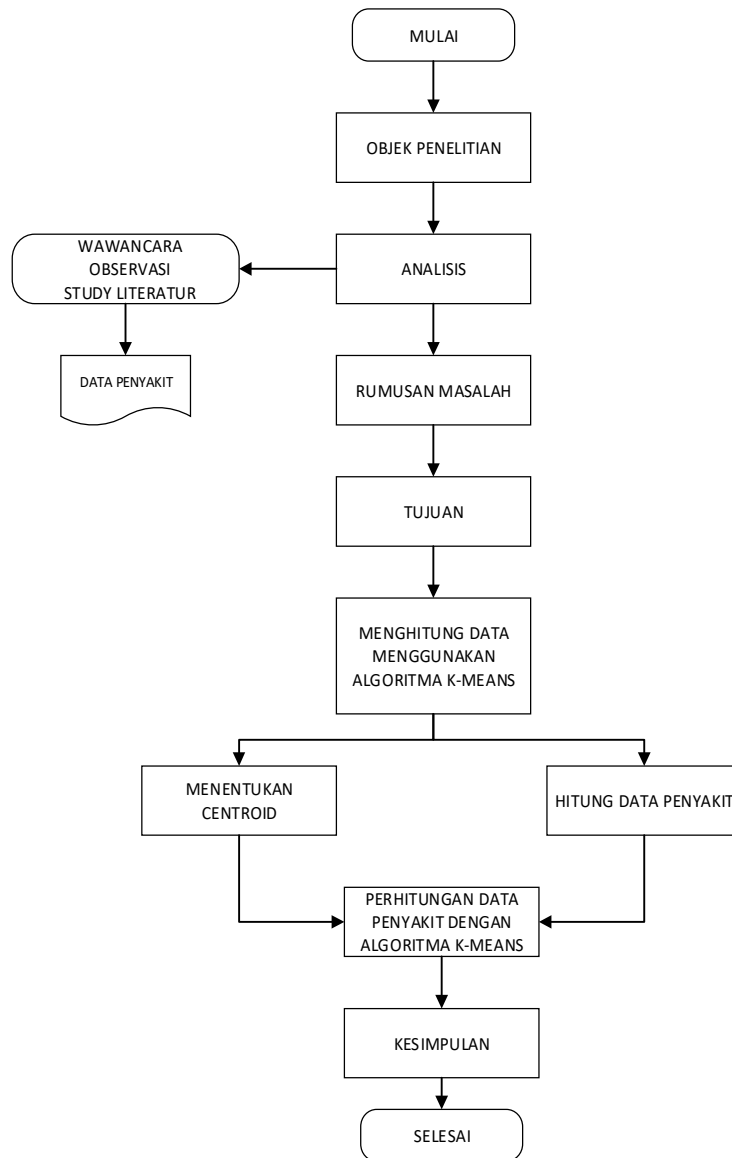 MULAI
OBJEK PENELITIAN
WAWANCARA
OBSERVASI
STUDY LITERATUR
ANALISIS
DATA PENYAKIT
RUMUSAN MASALAH
TUJUAN
MENGHITUNG DATA
MENGGUNAKAN
ALGORITMA K-MEANS
MENENTUKAN
CENTROID
HITUNG DATA PENYAKIT
PERHITUNGAN DATA
PENYAKIT DENGAN
ALGORITMA K-MEANS
KESIMPULAN
SELESAI